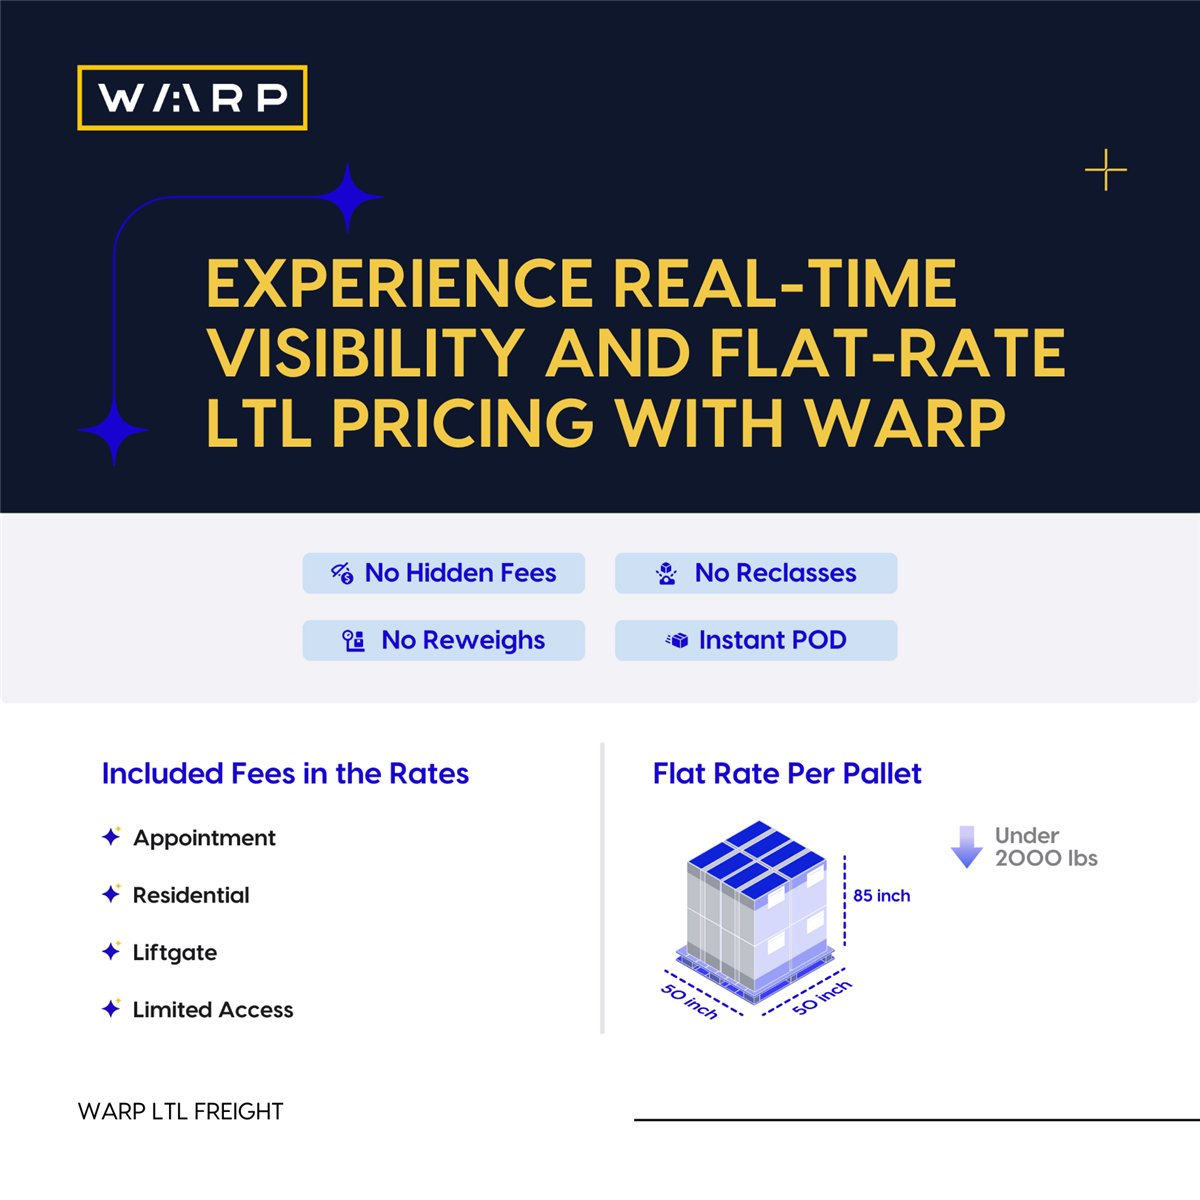 WARP
EXPERIENCE REAL-TIME
VISIBILITY AND FLAT-RATE
LTL PRICING WITH WARP
No Hidden Fees
No Reclasses
No Reweighs
Instant POD
Included Fees in the Rates
Appointment
Residential
Liftgate
Limited Access
Flat Rate Per Pallet
Under
2000 lbs
85 inch
50 inch
50 inch
WARP LTL FREIGHT